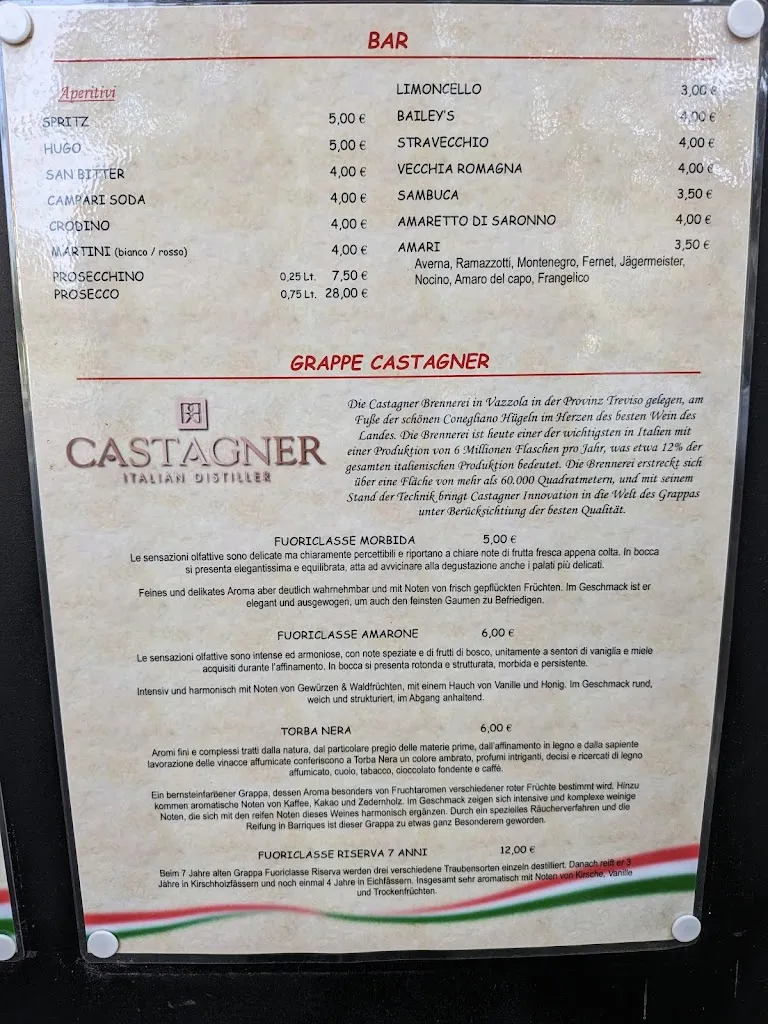 BAR
Aperitivi
SPRITZ 5,00 €
HUGO 5,00 €
SAN BITTER 4,00 €
CAMPARI SODA 4,00 €
CRODINO 4,00 €
MARTINI (bianco / rosso) 4,00 €
PROSECCHINO 0,25 Lt. 7,50 €
PROSECCO 0,75 Lt. 28,00 €
LIMONCELLO 3,00 €
BAILEY'S 4,00 €
STRAVECCHIO 4,00 €
VECCHIA ROMAGNA 4,00 €
SAMBUCA 3,50 €
AMARETTO DI SARONNO 4,00 €
AMARI 3,50 €
Averna, Ramazzotti, Montenegro, Fernet, Jägermeister,
Nocino, Amaro del capo, Frangelico
GRAPPE CASTAGNER
CASTAGNER
ITALIAN DISTILLER
Die Castagner Brennerei in Vazzola in der Provinz Treviso gelegen, am
Fuße der schönen Conegliano Hügeln im Herzen des besten Wein des
Landes. Die Brennerei ist heute einer der wichtigsten in Italien mit
einer Produktion von 6 Millionen Flaschen pro Jahr, was etwa 12% der
gesamten italienischen Produktion bedeutet. Die Brennerei erstreckt sich
über eine Fläche von mehr als 60.000 Quadratmetern, und mit seinem
Stand der Technik bringt Castagner Innovation in die Welt des Grappas
unter Berücksichtiung der besten Qualität.
FUORICLASSE MORBIDA 5,00 €
Le sensazioni olfattive sono delicate ma chiaramente percettibili e riportano a chiare note di frutta fresca appena colta. In bocca
si presenta elegantissima e equilibrata, atta ad avvicinare alla degustazione anche i palati più delicati.
Feines und delikates Aroma aber deutlich wahrnehmbar und mit Noten von frisch gepflückten Früchten. Im Geschmack ist er
elegant und ausgewogen, um auch den feinsten Gaumen zu Befriedigen.
FUORICLASSE AMARONE 6,00 €
Le sensazioni olfattive sono intense ed armoniose, con note speziate e di frutti di bosco, unitamente a sentori di vaniglia e miele
acquisiti durante l'affinamento. In bocca si presenta rotonda e strutturata, morbida e persistente.
Intensiv und harmonisch mit Noten von Gewürzen & Waldfrüchten, mit einem Hauch von Vanille und Honig. Im Geschmack rund,
weich und strukturiert, im Abgang anhaltend.
TORBA NERA 6,00 €
Aromi fini e complessi tratti dalla natura, dal particolare pregio delle materie prime, dall'affinamento in legno e dalla sapiente
lavorazione delle vinacce affumicate conferiscono a Torba Nera un colore ambrato, profumi intriganti, decisi e ricercati di legno
affumicato, cuoio, tabacco, cioccolato fondente e caffè.
Ein bernsteinfarbener Grappa, dessen Aroma besonders von Fruchtaromen verschiedener roter Früchte bestimmt wird. Hinzu
kommen aromatische Noten von Kaffee, Kakao und Zedernholz. Im Geschmack zeigen sich intensive und komplexe weinige
Noten, die sich mit den reifen Noten dieses Weines harmonisch ergänzen. Durch ein spezielles Räucherverfahren und die
Reifung in Barriques ist dieser Grappa zu etwas ganz Besonderem geworden.
FUORICLASSE RISERVA 7 ANNI 12,00 €
Beim 7 Jahre alten Grappa Fuoriclasse Riserva werden drei verschiedene Traubensorten einzeln destilliert. Danach reift er 3
Jahre in Kirschholzfässern und noch einmal 4 Jahre in Eichfässern. Insgesamt sehr aromatisch mit Noten von Kirsche, Vanille
und Trockenfrüchten.